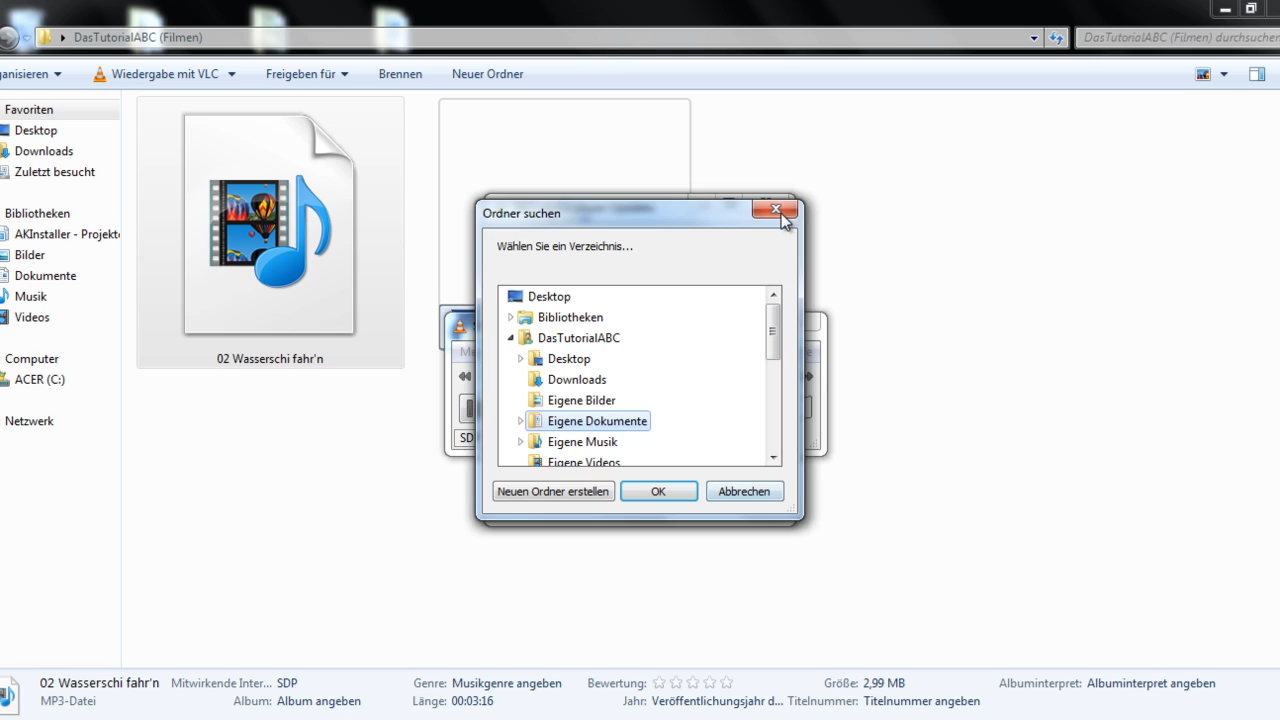 DasTutorialABC (Filmen)
DasTutorialABC (Filmen) durchsuchen
anisieren
Wiedergabe mit VLC
Freigeben für
Brennen
Neuer Ordner
Favoriten
Desktop
Downloads
Zuletzt besucht
Bibliotheken
AKInstaller - Projekte
Bilder
Dokumente
Musik
Videos
Computer
ACER (C:)
Netzwerk
02 Wasserschi fahr'n
Ordner suchen
Wählen Sie ein Verzeichnis...
Desktop
Bibliotheken
DasTutorialABC
Desktop
Downloads
Eigene Bilder
Eigene Dokumente
Eigene Musik
Eigene Videos
Neuen Ordner erstellen
OK
Abbrechen
SD
02 Wasserschi fahr'n
MP3-Datei
Mitwirkende Inter... SDP
Album: Album angeben
Genre: Musikgenre angeben
Länge: 00:03:16
Bewertung:
Jahr: Veröffentlichungsjahr d...
Größe: 2,99 MB
Titelnummer: Titelnummer angeben
Albuminterpret: Albuminterpret angeben